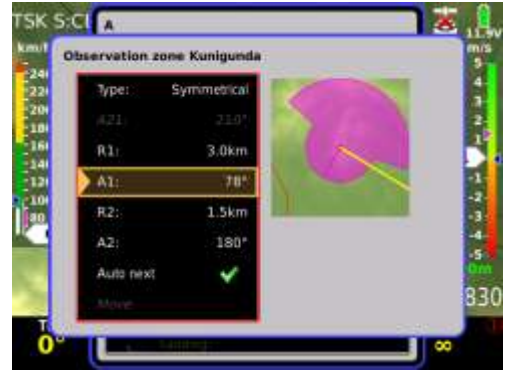 TSK S:C
A
11.9V
km/h
m/s
Observation zone Kunigunda
Type: Symmetrical
A21: 210°
R1: 3.0km
A1: 78°
R2: 1.5km
A2: 180°
Auto next
Move
240
220
180
160
140
120
100
80
5
4
3
2
1
-1
-2
-3
-4
-5
0m
830
T
0°
∞